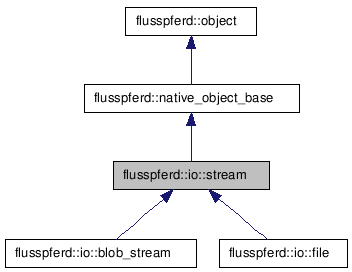 flusspferd::object
flusspferd::native_object_base
flusspferd::io::stream
flusspferd::io::blob_stream
flusspferd::io::file